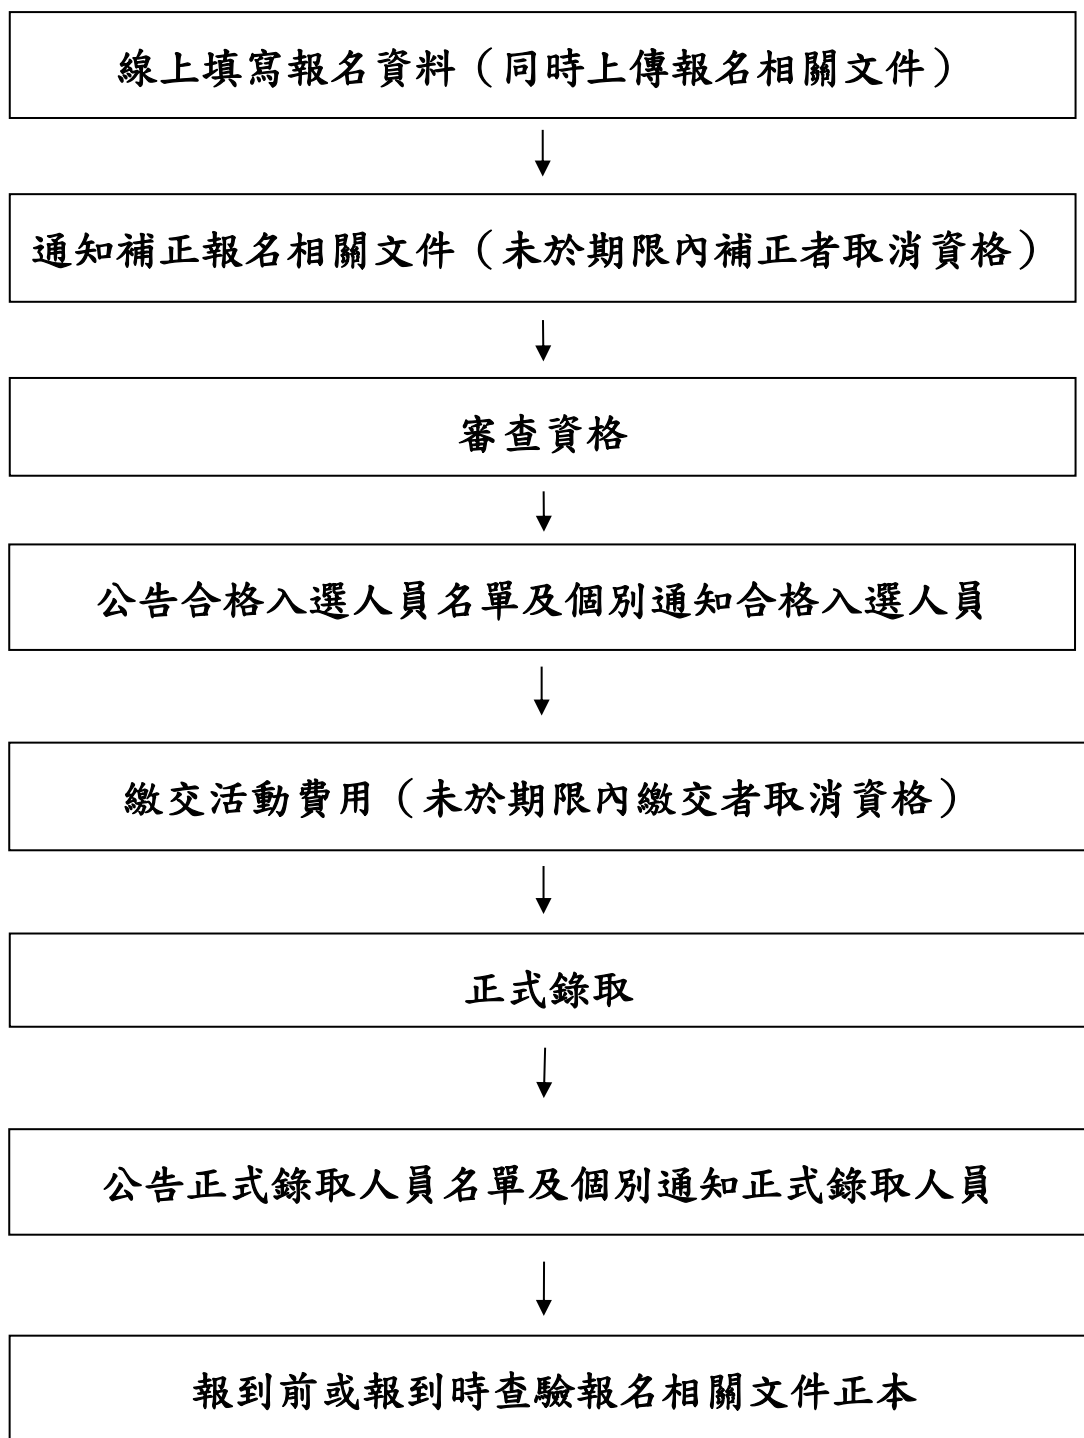 線上填寫報名資料（同時上傳報名相關文件）
通知補正報名相關文件（未於期限內補正者取消資格）
審查資格
公告合格入選人員名單及個別通知合格入選人員
繳交活動費用（未於期限內繳交者取消資格）
正式錄取
公告正式錄取人員名單及個別通知正式錄取人員
報到前或報到時查驗報名相關文件正本